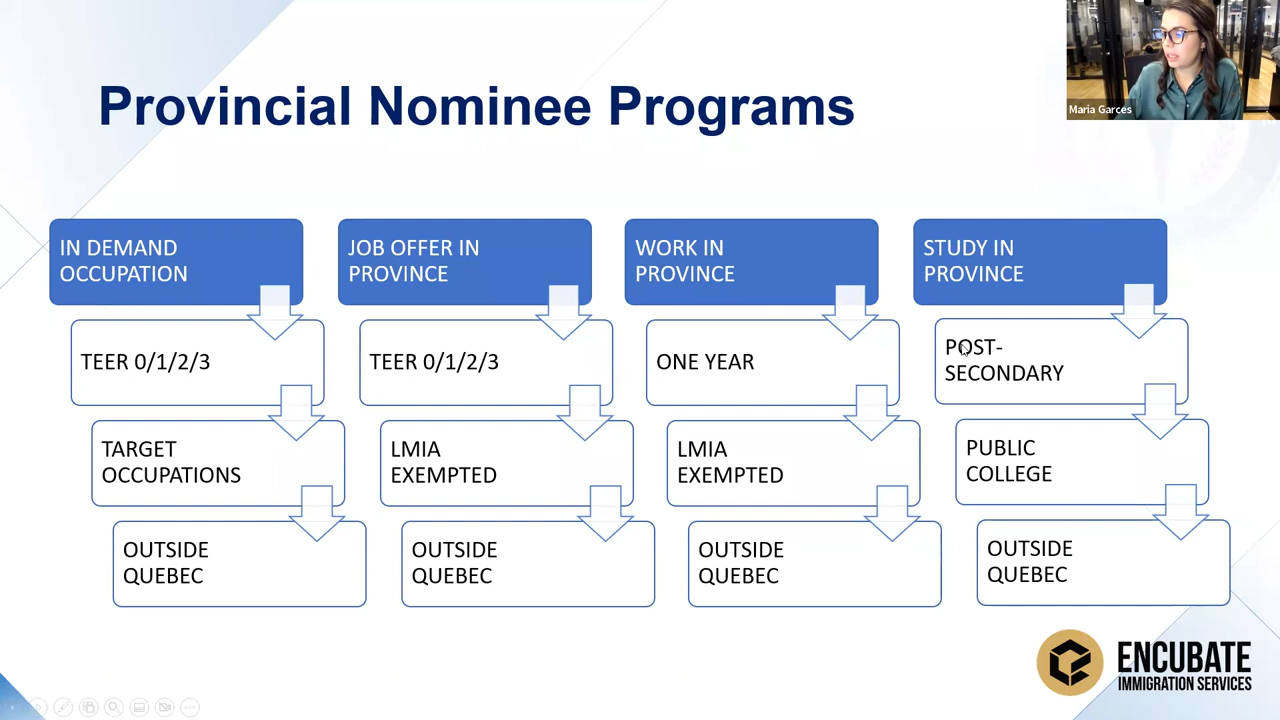 Provincial Nominee Programs
Maria Garces
IN DEMAND
OCCUPATION
TEER 0/1/2/3
TARGET
OCCUPATIONS
OUTSIDE
QUEBEC
JOB OFFER IN
PROVINCE
TEER 0/1/2/3
LMIA
EXEMPTED
OUTSIDE
QUEBEC
WORK IN
PROVINCE
ONE YEAR
LMIA
EXEMPTED
OUTSIDE
QUEBEC
STUDY IN
PROVINCE
POST-
SECONDARY
PUBLIC
COLLEGE
OUTSIDE
QUEBEC
ENCUBATE
IMMIGRATION SERVICES